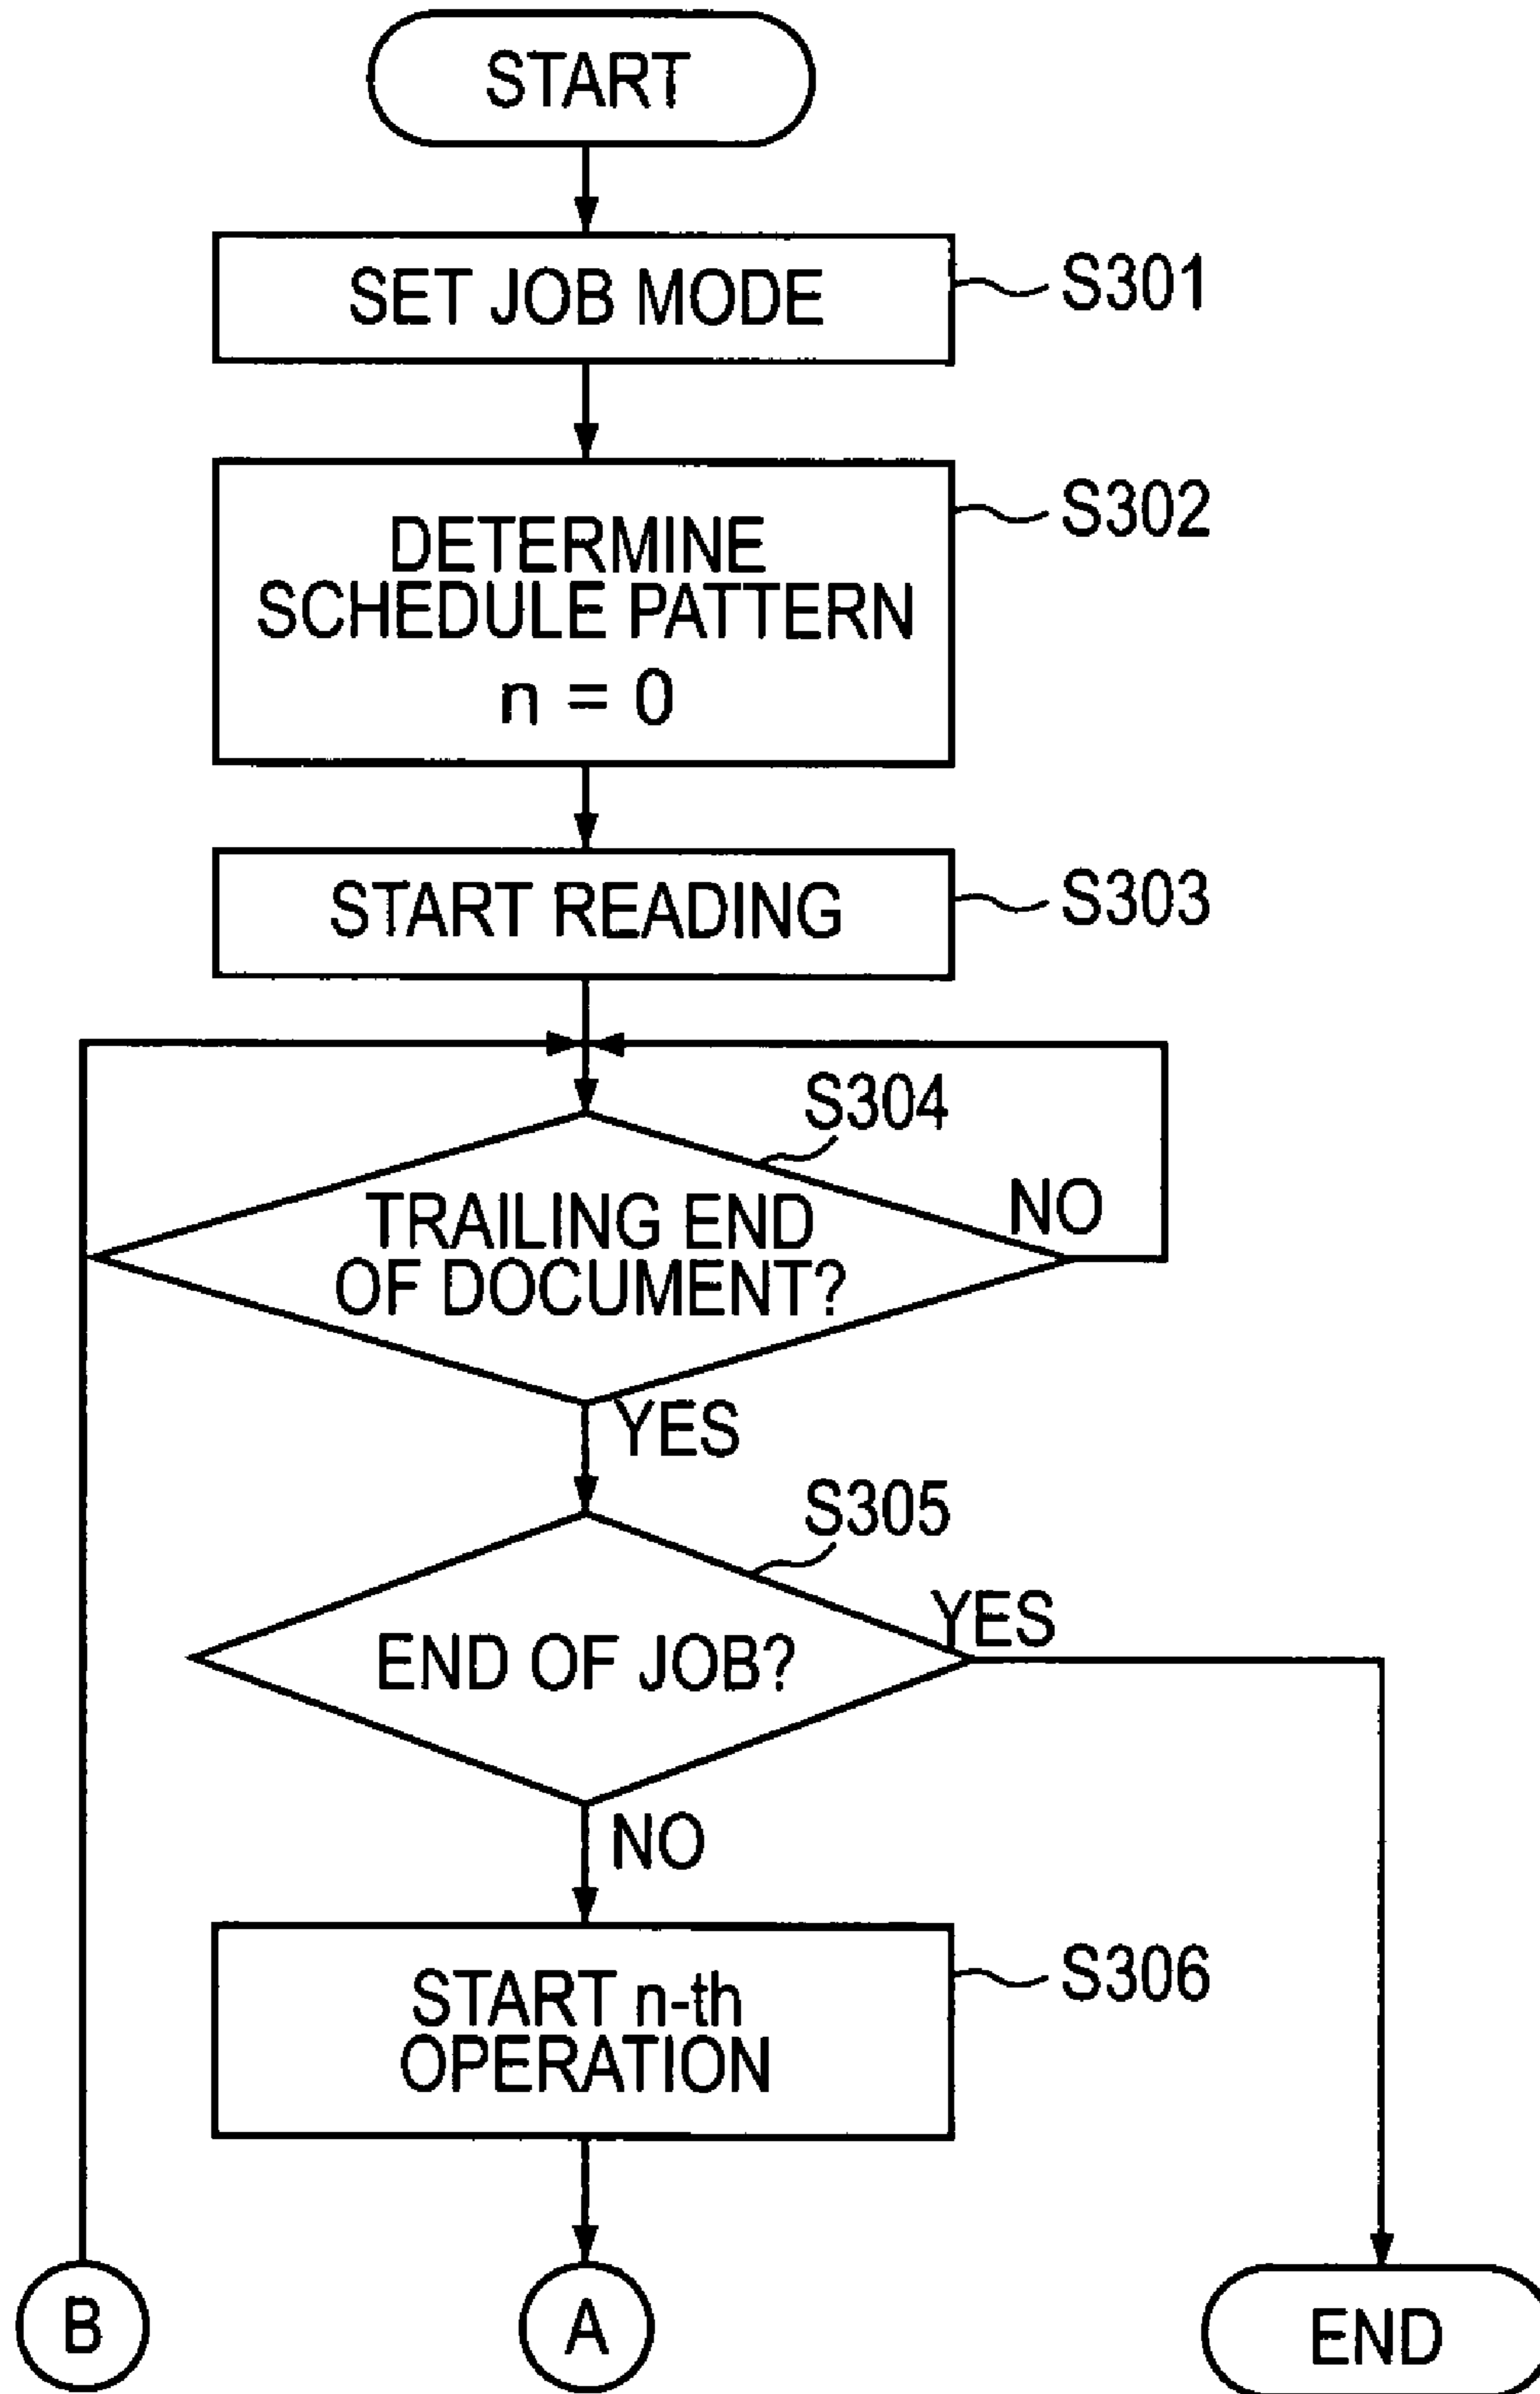 START
SET JOB MODE
S301
DETERMINE
SCHEDULE PATTERN
n = 0
S302
START READING
S303
S304
TRAILING END
OF DOCUMENT?
NO
YES
S305
END OF JOB?
YES
NO
START n-th
OPERATION
S306
B
A
END